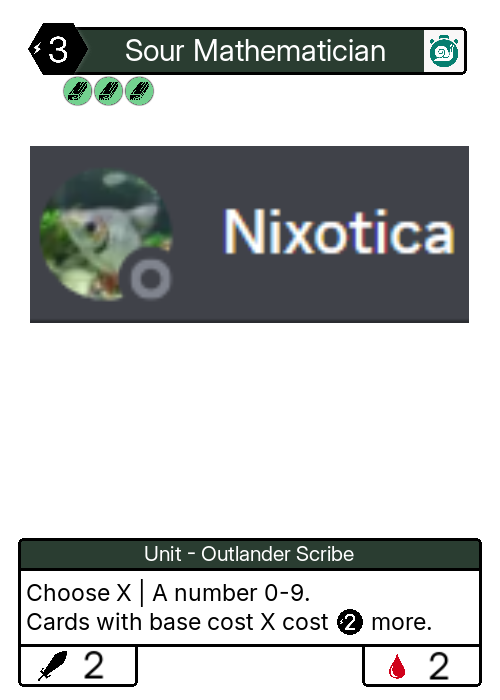 3 Sour Mathematician
Nixotica
Unit - Outlander Scribe
Choose X | A number 0-9.
Cards with base cost X cost 2 more.
2 2